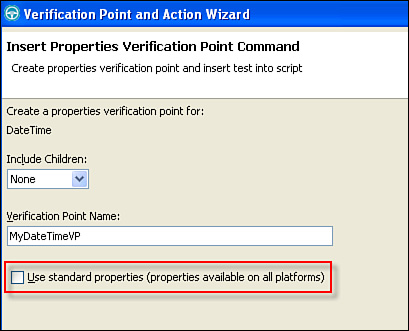 Verification Point and Action Wizard
Insert Properties Verification Point Command
Create properties verification point and insert test into script
Create a properties verification point for:
DateTime
Include Children:
None
Verification Point Name:
MyDateTimeVP
Use standard properties (properties available on all platforms)